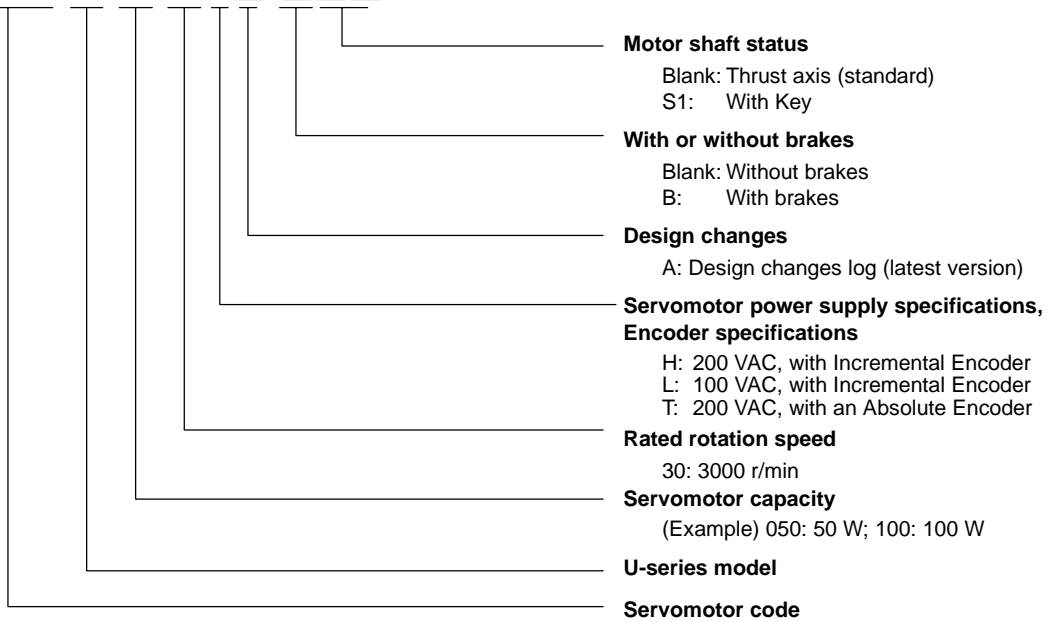 Motor shaft status
Blank: Thrust axis (standard)
S1: With Key
With or without brakes
Blank: Without brakes
B: With brakes
Design changes
A: Design changes log (latest version)
Servomotor power supply specifications,
Encoder specifications
H: 200 VAC, with Incremental Encoder
L: 100 VAC, with Incremental Encoder
T: 200 VAC, with an Absolute Encoder
Rated rotation speed
30: 3000 r/min
Servomotor capacity
(Example) 050: 50 W; 100: 100 W
U-series model
Servomotor code